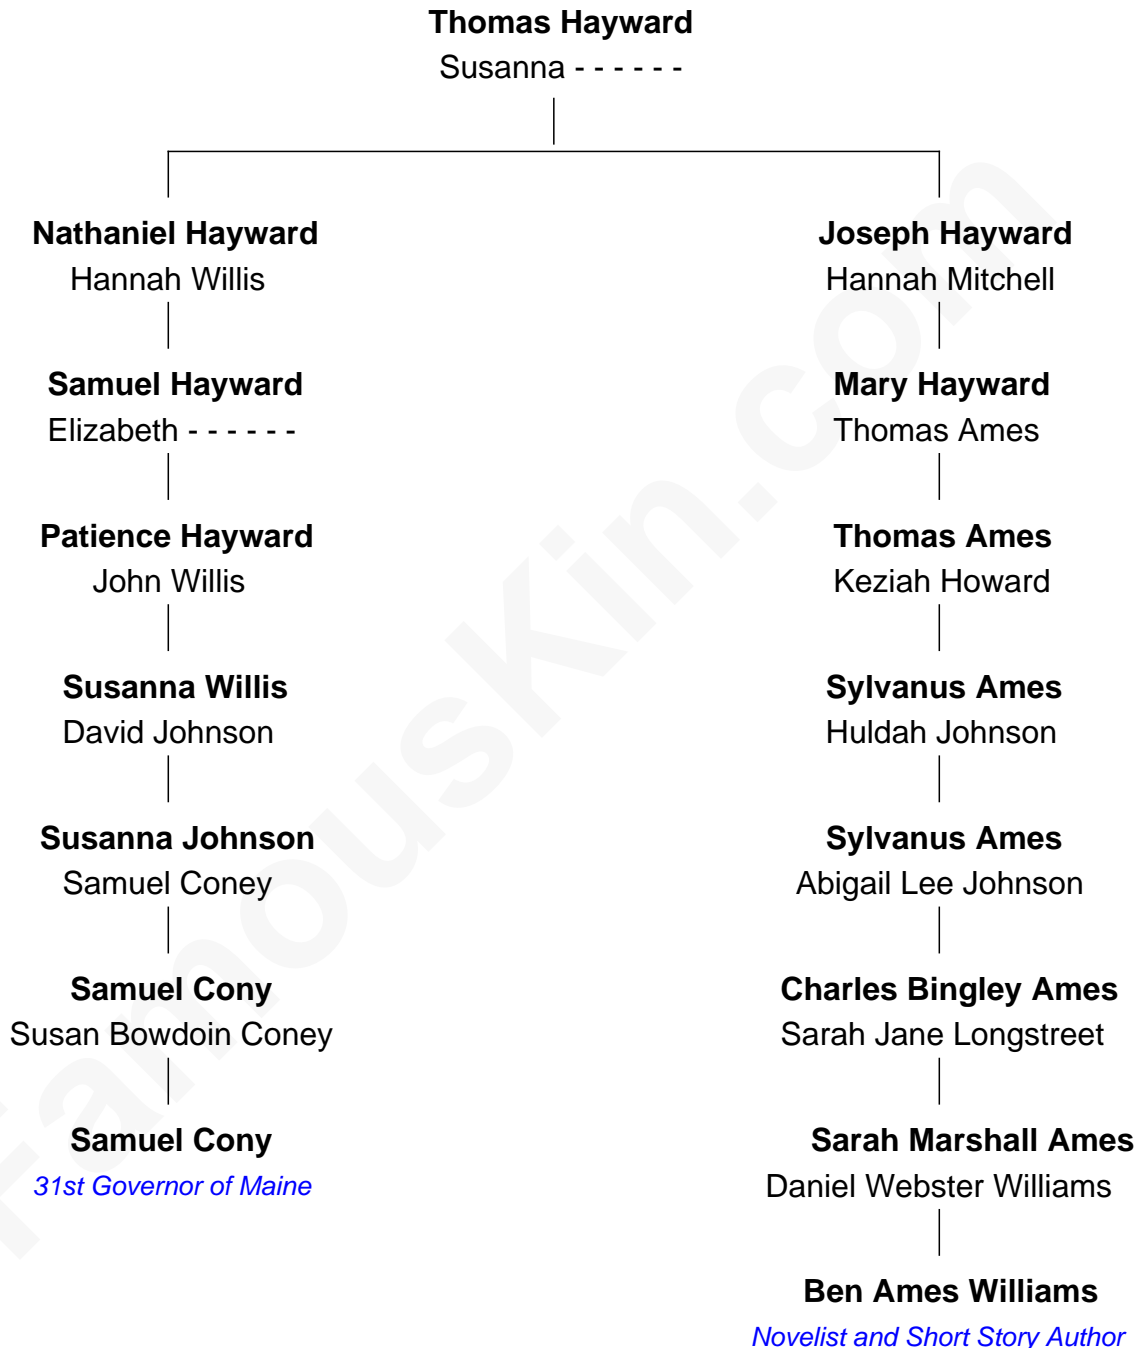 Thomas Hayward
Susanna - - - - - -
Nathaniel Hayward
Hannah Willis
Joseph Hayward
Hannah Mitchell
Samuel Hayward
Elizabeth - - - - - -
Mary Hayward
Thomas Ames
Patience Hayward
John Willis
Thomas Ames
Keziah Howard
Susanna Willis
David Johnson
Sylvanus Ames
Huldah Johnson
Susanna Johnson
Samuel Coney
Sylvanus Ames
Abigail Lee Johnson
Samuel Cony
Susan Bowdoin Coney
Charles Bingley Ames
Sarah Jane Longstreet
Samuel Cony
31st Governor of Maine
Sarah Marshall Ames
Daniel Webster Williams
Ben Ames Williams
Novelist and Short Story Author
FamousKin.com